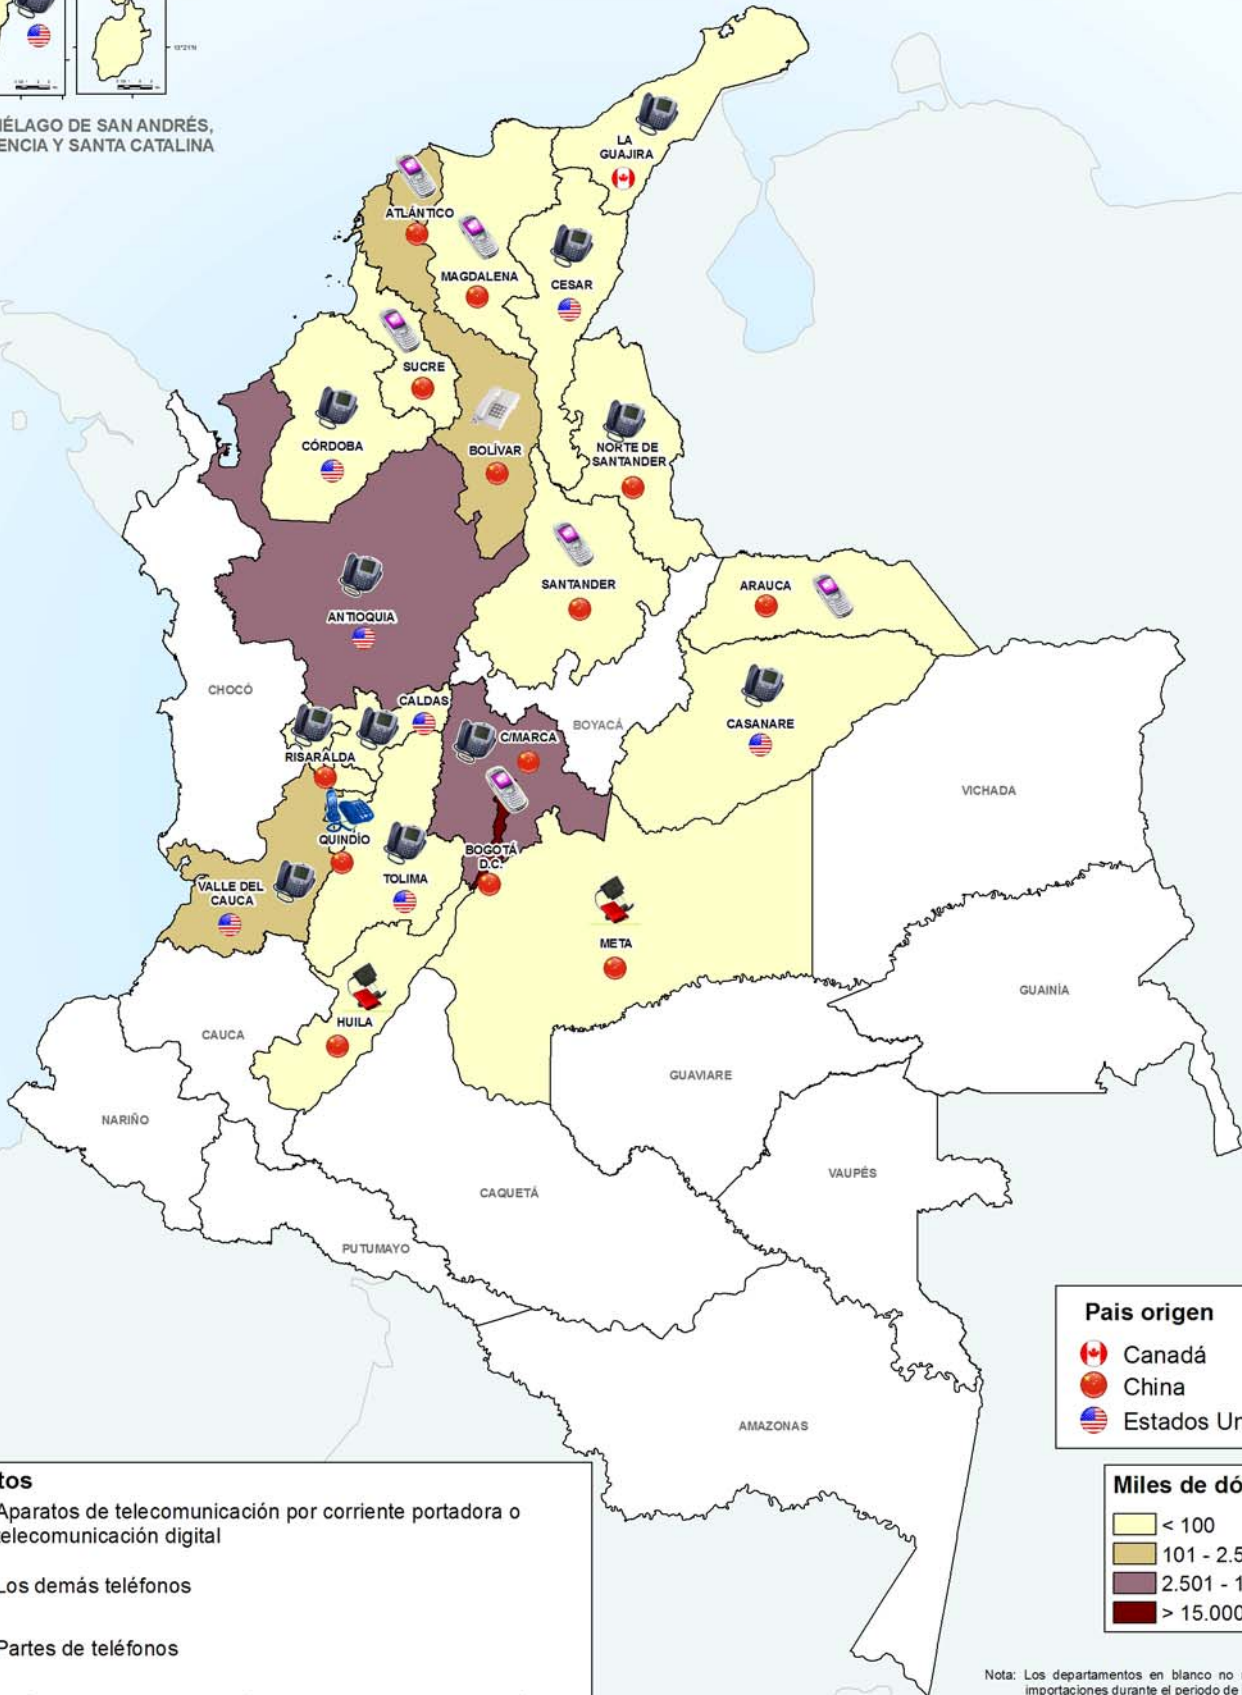 13°21'N
IÉLAGO DE SAN ANDRÉS,
ENCIA Y SANTA CATALINA
LA
GUAJIRA
ATLÁNTICO
MAGDALENA
CESAR
SUCRE
CÓRDOBA
BOLÍVAR
NORTE DE
SANTANDER
SANTANDER
ARAUCA
ANTIOQUIA
CHOCÓ
CALDAS
BOYACÁ
C/MARCA
CASANARE
RISARALDA
VICHADA
QUINDÍO
BOGOTÁ
D.C.
TOLIMA
VALLE DEL
CAUCA
META
GUAINÍA
HUILA
CAUCA
GUAVIARE
NARIÑO
VAUPÉS
CAQUETÁ
PUTUMAYO
AMAZONAS
Pais origen
Canadá
China
Estados Un
Miles de dó
< 100
101 - 2.5
2.501 - 1
> 15.000
tos
Aparatos de telecomunicación por corriente portadora o
telecomunicación digital
Los demás teléfonos
Partes de teléfonos
Nota: Los departamentos en blanco no
importaciones durante el periodo de